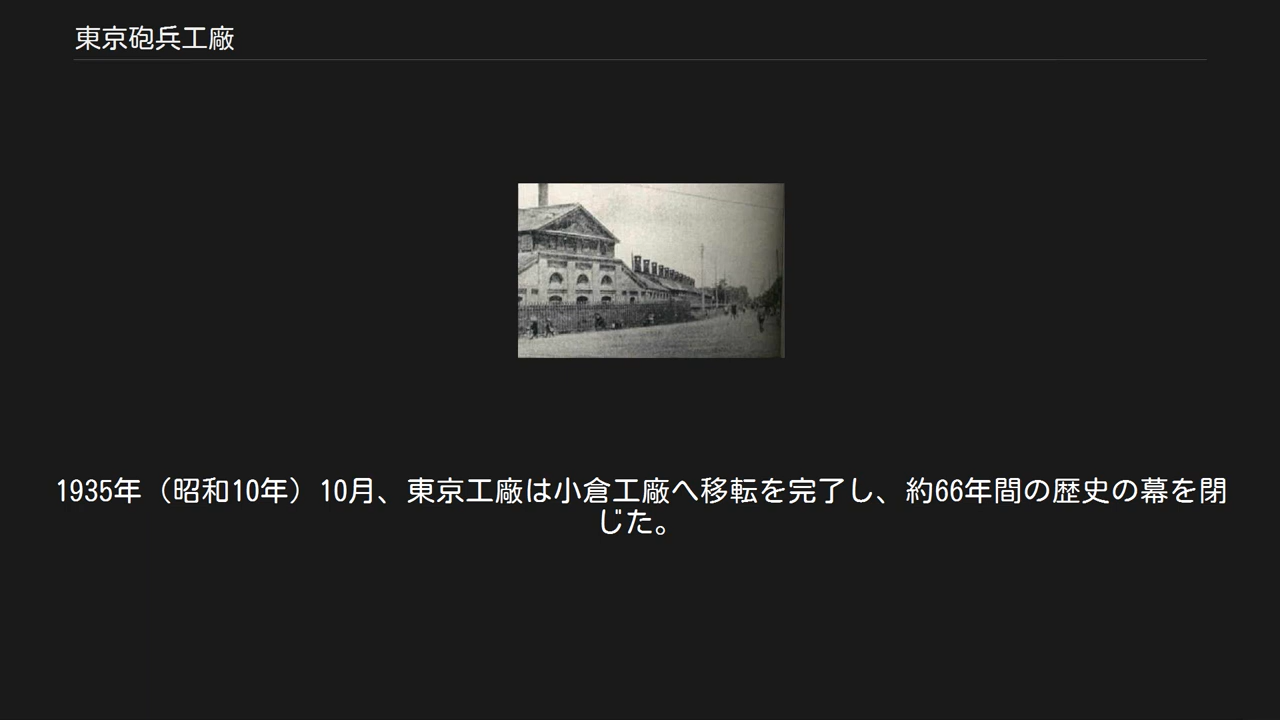 東京砲兵工廠
1935年（昭和10年）10月、東京工廠は小倉工廠へ移転を完了し、約66年間の歴史の幕を閉
じた。